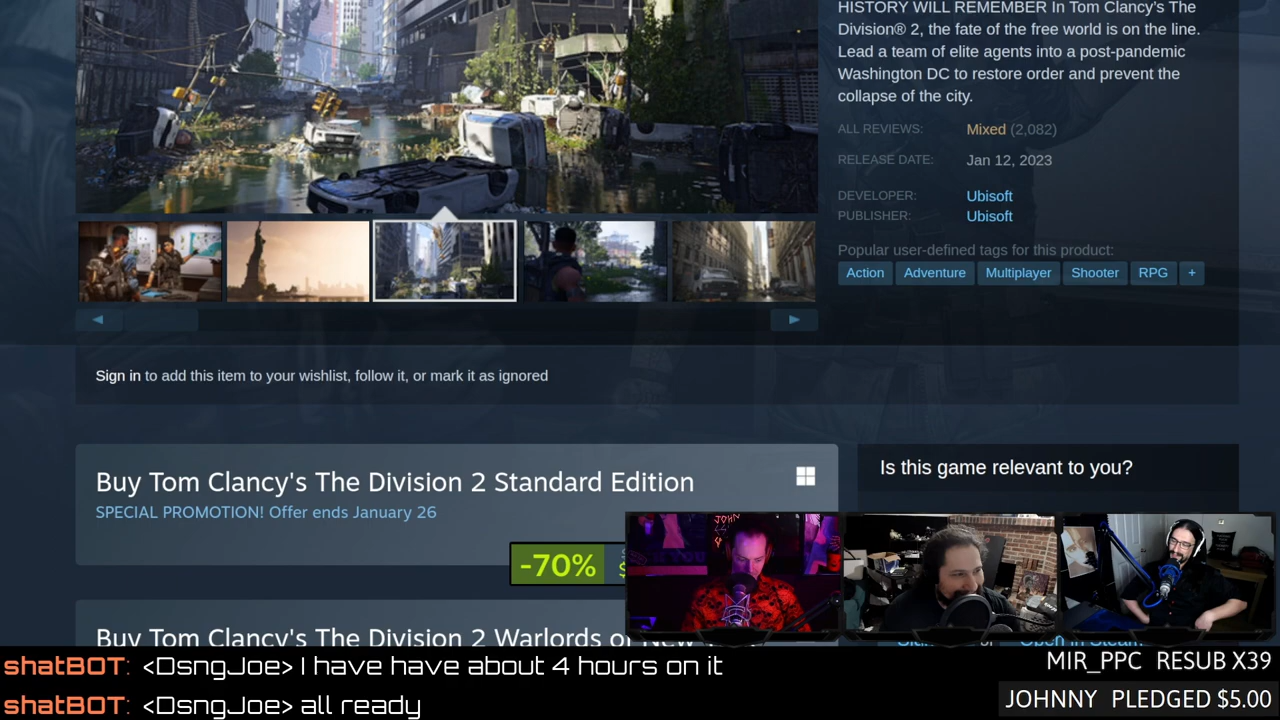 HISTORY WILL REMEMBER In Tom Clancy's The
Division® 2, the fate of the free world is on the line.
Lead a team of elite agents into a post-pandemic
Washington DC to restore order and prevent the
collapse of the city.
ALL REVIEWS: Mixed (2,082)
RELEASE DATE: Jan 12, 2023
DEVELOPER: Ubisoft
PUBLISHER: Ubisoft
Popular user-defined tags for this product:
Action Adventure Multiplayer Shooter RPG +
Sign in to add this item to your wishlist, follow it, or mark it as ignored
Buy Tom Clancy's The Division 2 Standard Edition
SPECIAL PROMOTION! Offer ends January 26
-70%
Is this game relevant to you?
JOHN
Buy Tom Clancy's The Division 2 Warlords of New
shatBOT: <DsngJoe> I have have about 4 hours on it
shatBOT: <DsngJoe> all ready
MIR_PPC RESUB X39
JOHNNY PLEDGED $5.00